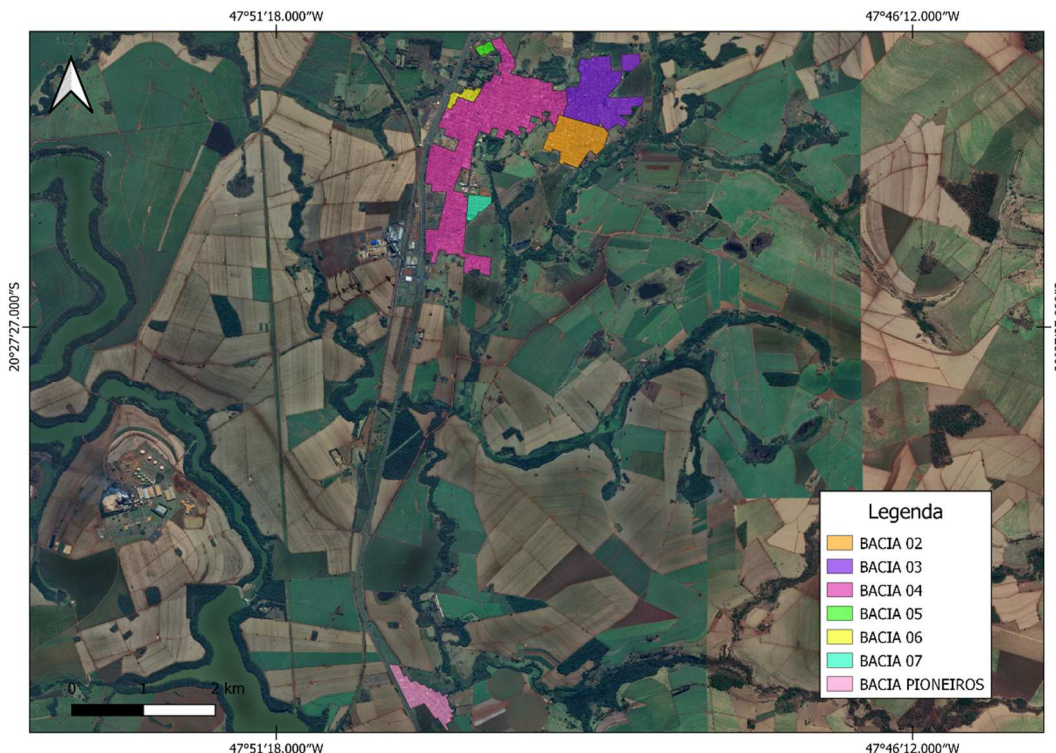 47°51′18.000″W 47°46′12.000″W
20°27′27.000″S
Legenda
BACIA 02
BACIA 03
BACIA 04
BACIA 05
BACIA 06
BACIA 07
BACIA PIONEIROS
0 1 2 km
47°51′18.000″W 47°46′12.000″W